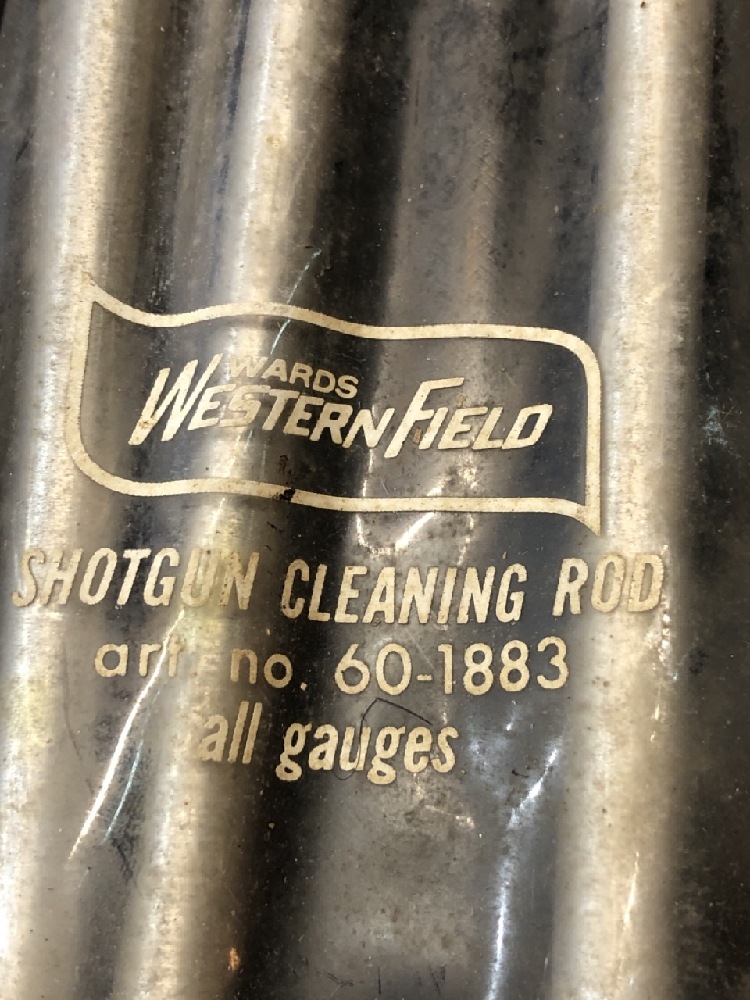 WARDS
WESTERN FIELD
SHOTGUN CLEANING ROD
art. no. 60-1883
all gauges